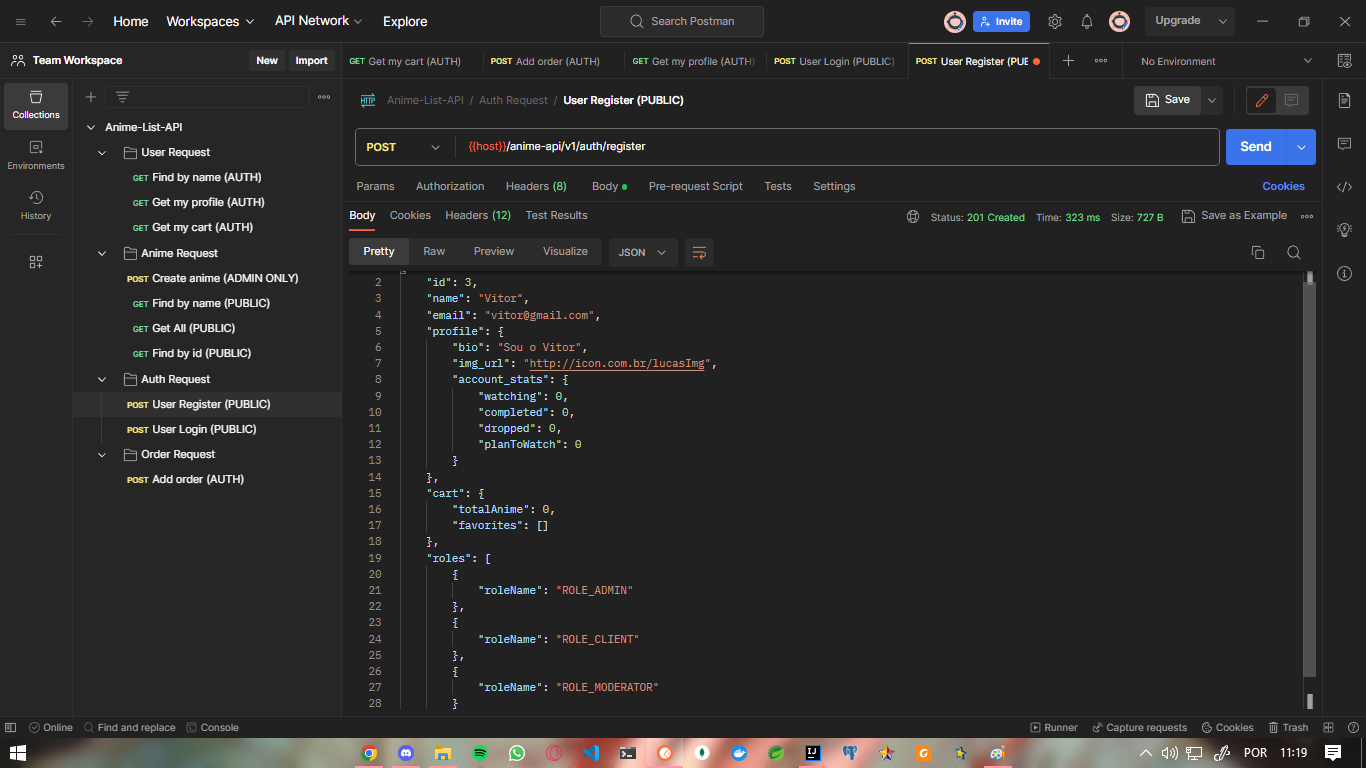 Home Workspaces API Network Explore Search Postman Invite Upgrade
Team Workspace New Import GET Get my cart (AUTH) POST Add order (AUTH) GET Get my profile (AUTH) POST User Login (PUBLIC) POST User Register (PUE No Environment
Collections
Environments
History
Anime-List-API
User Request
GET Find by name (AUTH)
GET Get my profile (AUTH)
GET Get my cart (AUTH)
Anime Request
POST Create anime (ADMIN ONLY)
GET Find by name (PUBLIC)
GET Get All (PUBLIC)
GET Find by id (PUBLIC)
Auth Request
POST User Register (PUBLIC)
POST User Login (PUBLIC)
Order Request
POST Add order (AUTH)
HTTP Anime-List-API / Auth Request / User Register (PUBLIC) Save
POST {{host}}/anime-api/v1/auth/register Send
Params Authorization Headers (8) Body Pre-request Script Tests Settings Cookies
Body Cookies Headers (12) Test Results Status: 201 Created Time: 323 ms Size: 727 B Save as Example
Pretty Raw Preview Visualize JSON
2 "id": 3,
3 "name": "Vitor",
4 "email": "vitor@gmail.com",
5 "profile": {
6 "bio": "Sou o Vitor",
7 "img_url": "http://icon.com.br/lucasImg",
8 "account_stats": {
9 "watching": 0,
10 "completed": 0,
11 "dropped": 0,
12 "planToWatch": 0
13 }
14 },
15 "cart": {
16 "totalAnime": 0,
17 "favorites": []
18 },
19 "roles": [
20 {
21 "roleName": "ROLE_ADMIN"
22 },
23 {
24 "roleName": "ROLE_CLIENT"
25 },
26 {
27 "roleName": "ROLE_MODERATOR"
28 }
Online Find and replace Console Runner Capture requests Cookies Trash
POR 11:19